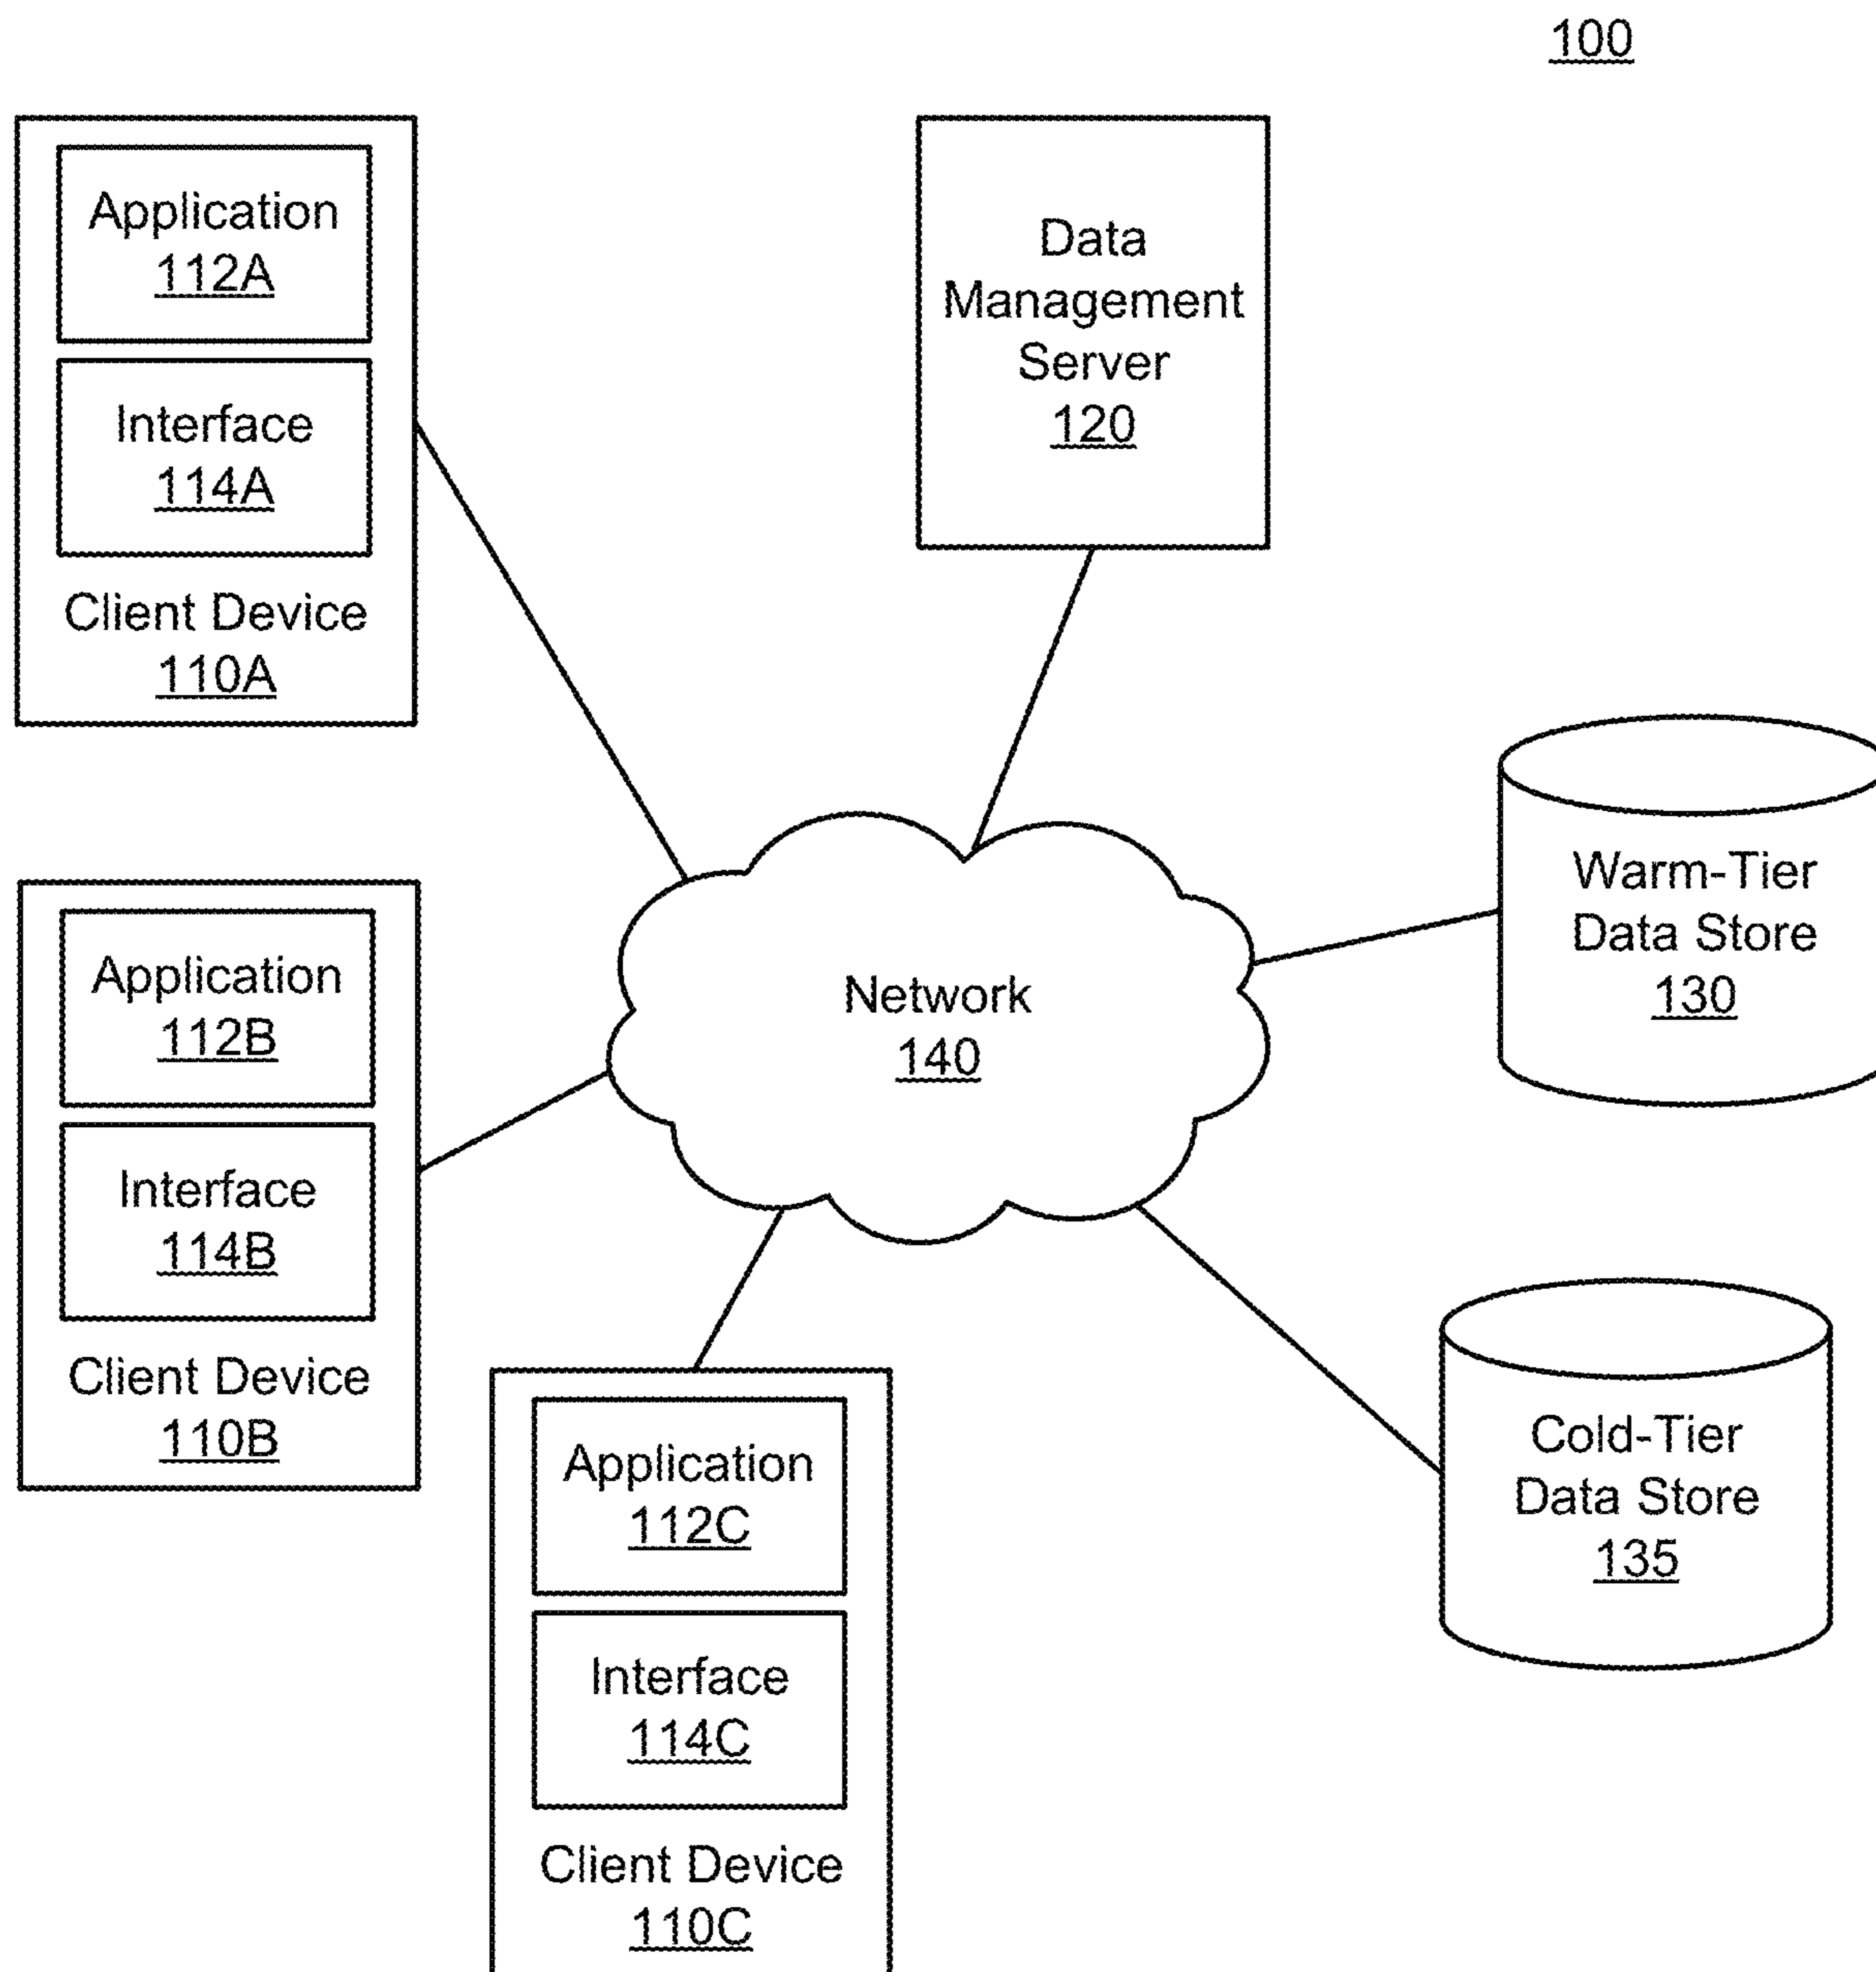 100
Application
112A
Interface
114A
Client Device
110A
Data
Management
Server
120
Warm-Tier
Data Store
130
Network
140
Application
112B
Interface
114B
Client Device
110B
Cold-Tier
Data Store
135
Application
112C
Interface
114C
Client Device
110C